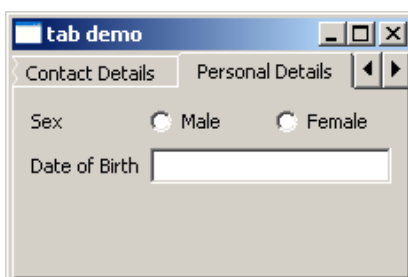 tab demo
Contact Details Personal Details
Sex Male Female
Date of Birth